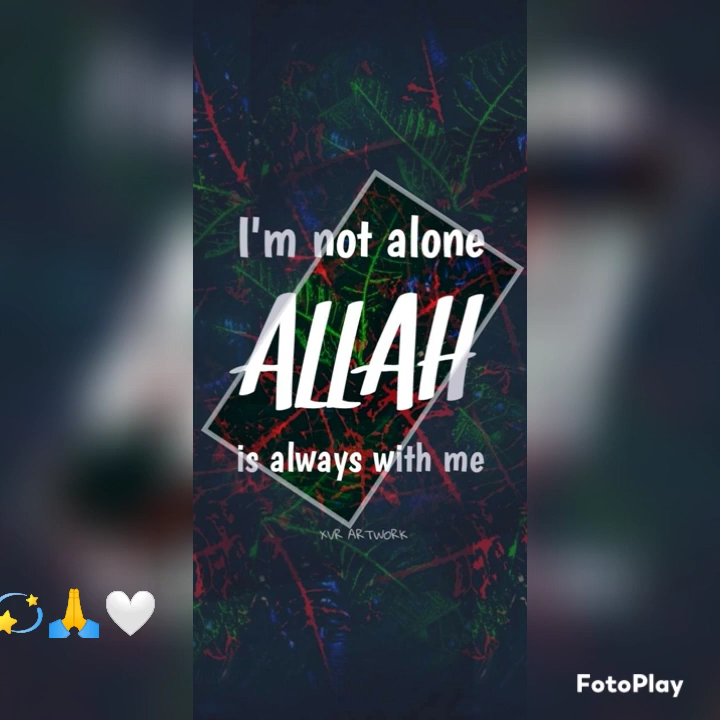 I'm not alone
ALLAH
is always with me
XVR ARTWORK
FotoPlay